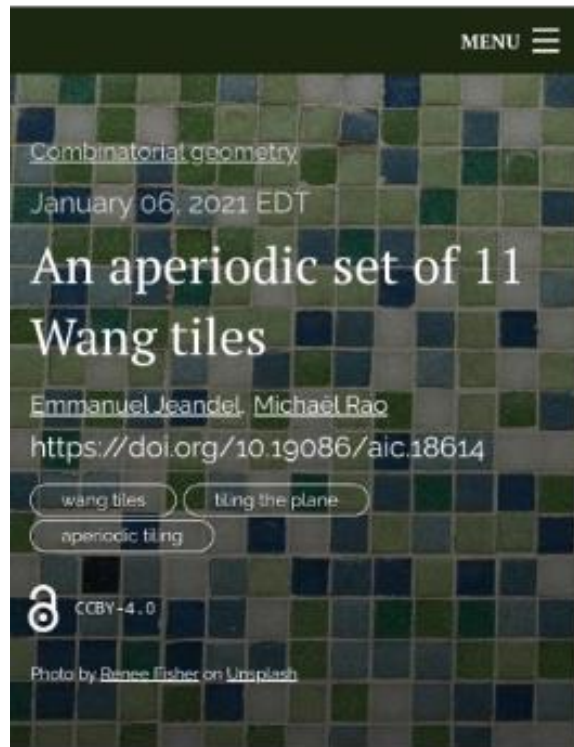 MENU
Combinatorial geometry
January 06, 2021 EDT
An aperiodic set of 11
Wang tiles
Emmanuel Jeandel, Michaël Rao
https://doi.org/10.19086/aic.18614
wang tiles
tiling the plane
aperiodic tiling
CCBY-4.0
Photo by Renee Fisher on Unsplash